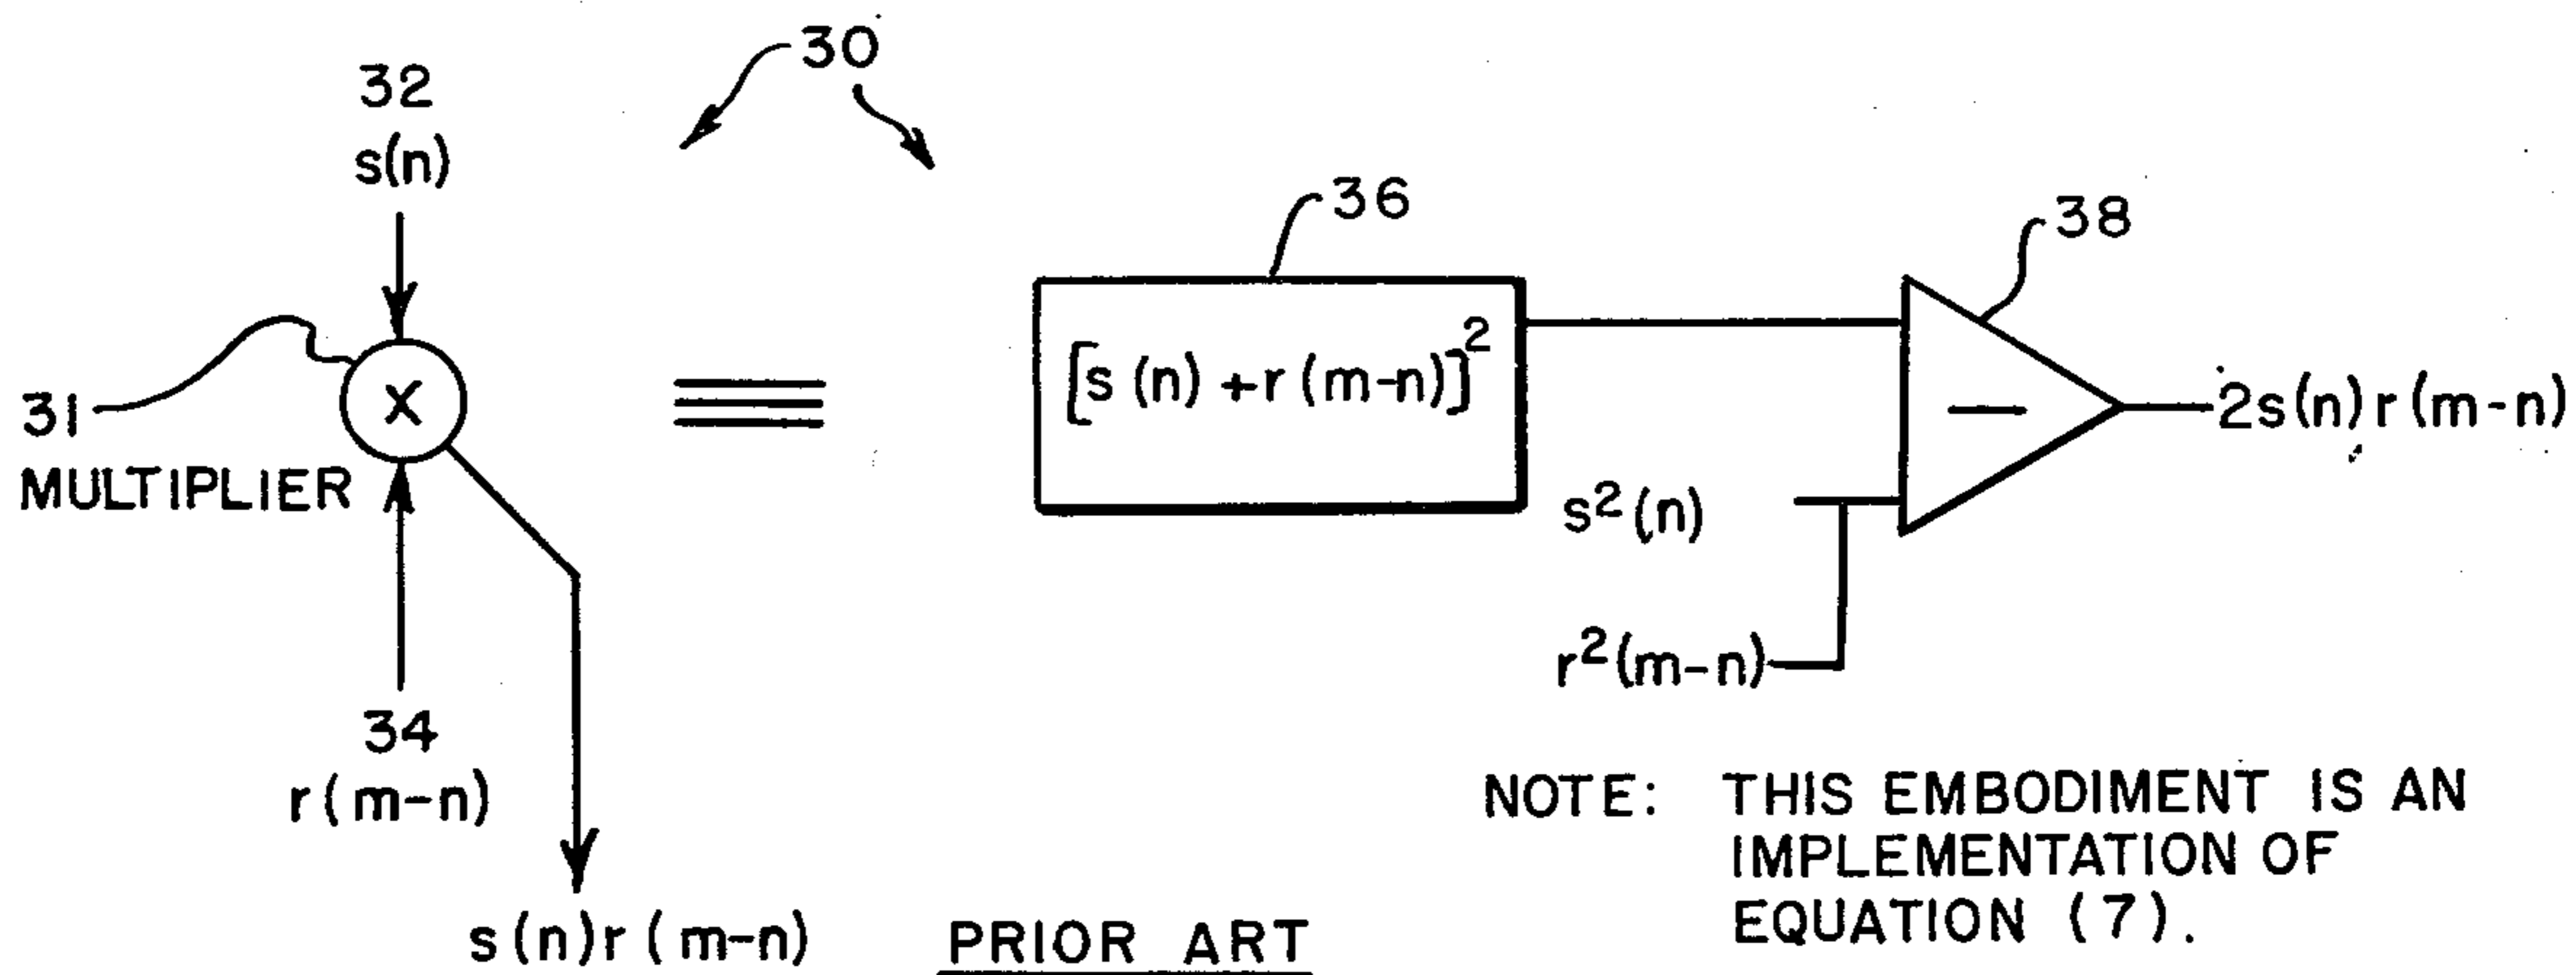 30
32
s(n)
36
38
[s (n) + r (m-n)]²
2s(n) r (m-n)
31
MULTIPLIER
X
−
s²(n)
r²(m-n)
34
r (m-n)
NOTE: THIS EMBODIMENT IS AN
IMPLEMENTATION OF
EQUATION (7).
s (n) r (m-n)
PRIOR ART